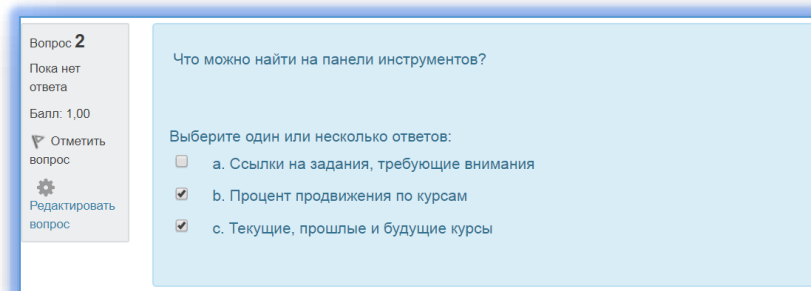 Вопрос 2
Пока нет
ответа
Балл: 1,00
Отметить
вопрос
Редактировать
вопрос
Что можно найти на панели инструментов?
Выберите один или несколько ответов:
a. Ссылки на задания, требующие внимания
b. Процент продвижения по курсам
c. Текущие, прошлые и будущие курсы